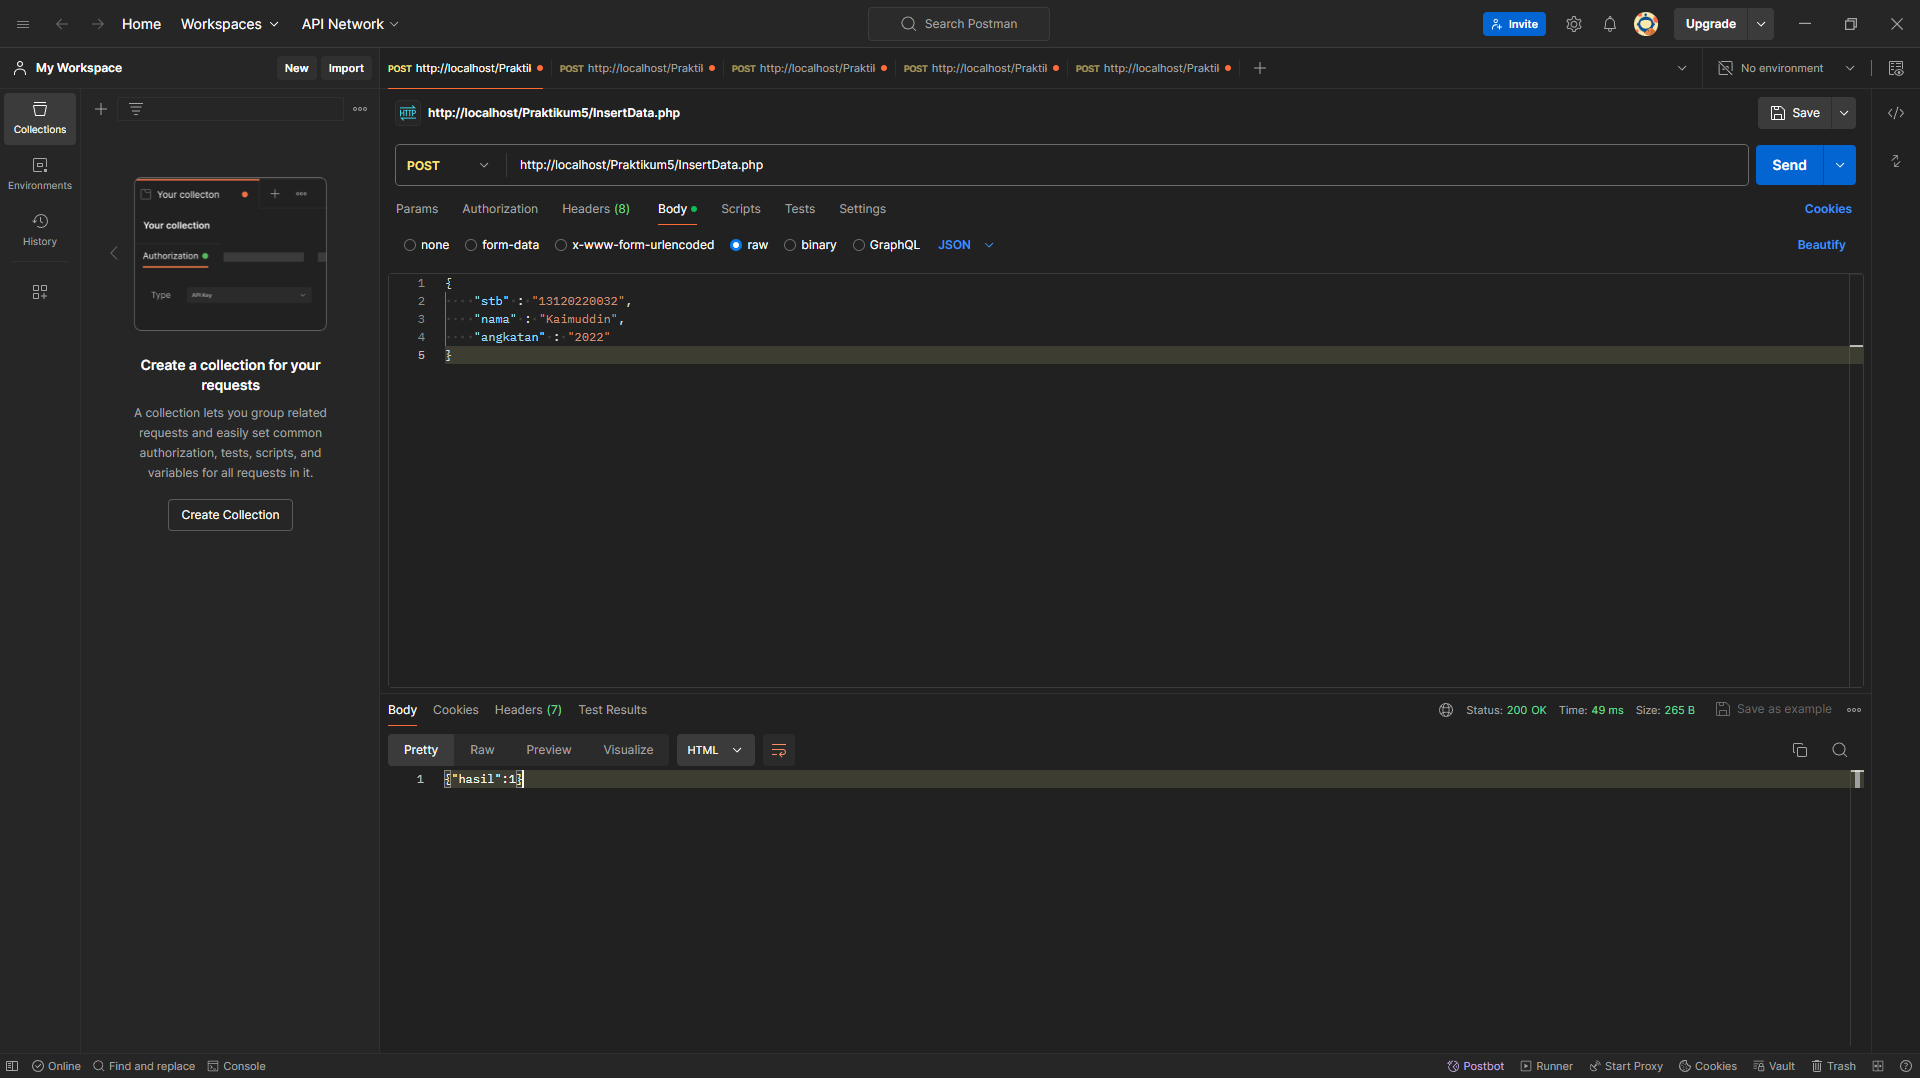 Home Workspaces API Network Search Postman Invite Upgrade
My Workspace New Import POST http://localhost/Praktil POST http://localhost/Praktil POST http://localhost/Praktil POST http://localhost/Praktil POST http://localhost/Praktil No environment
Collections
Environments
History
Your collecton
Your collection
Authorization
Type API Key
Create a collection for your
requests
A collection lets you group related
requests and easily set common
authorization, tests, scripts, and
variables for all requests in it.
Create Collection
HTTP http://localhost/Praktikum5/InsertData.php Save
POST http://localhost/Praktikum5/InsertData.php Send
Params Authorization Headers (8) Body Scripts Tests Settings Cookies
none form-data x-www-form-urlencoded raw binary GraphQL JSON Beautify
1 {
2 "stb" : "13120220032",
3 "nama" : "Kaimuddin",
4 "angkatan" : "2022"
5 }
Body Cookies Headers (7) Test Results Status: 200 OK Time: 49 ms Size: 265 B Save as example
Pretty Raw Preview Visualize HTML
1 {"hasil":1}
Online Find and replace Console Postbot Runner Start Proxy Cookies Vault Trash